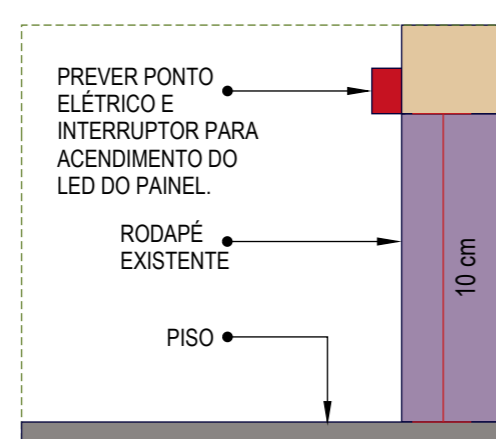 PREVER PONTO
ELÉTRICO E
INTERRUPTOR PARA
ACENDIMENTO DO
LED DO PAINEL.
RODAPÉ
EXISTENTE
10 cm
PISO